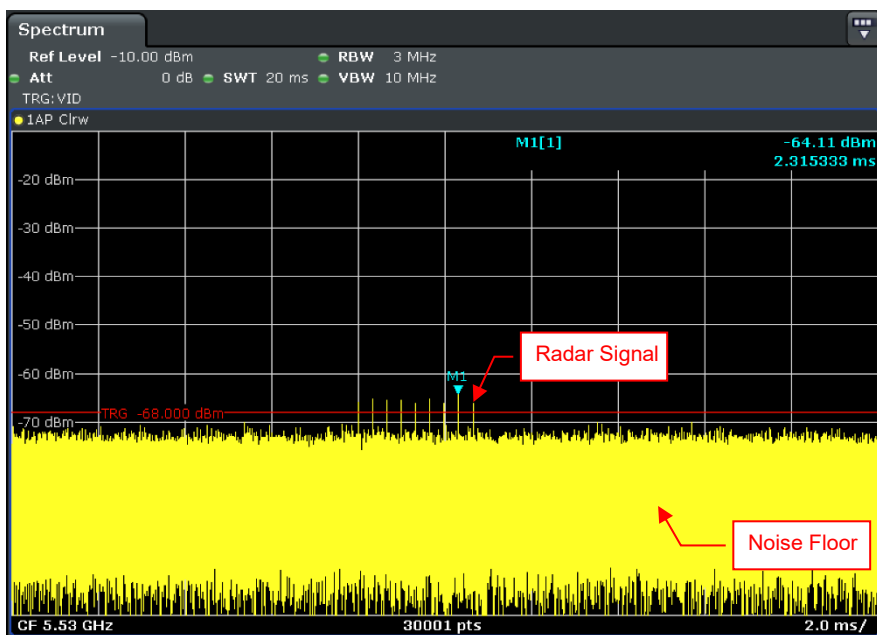 Spectrum
Ref Level -10.00 dBm RBW 3 MHz
Att 0 dB SWT 20 ms VBW 10 MHz
TRG:VID
1AP Clrw
M1[1] -64.11 dBm
2.315333 ms
-20 dBm
-30 dBm
-40 dBm
-50 dBm
Radar Signal
-60 dBm
M1
TRG -68.000 dBm
-70 dBm
Noise Floor
CF 5.53 GHz 30001 pts 2.0 ms/